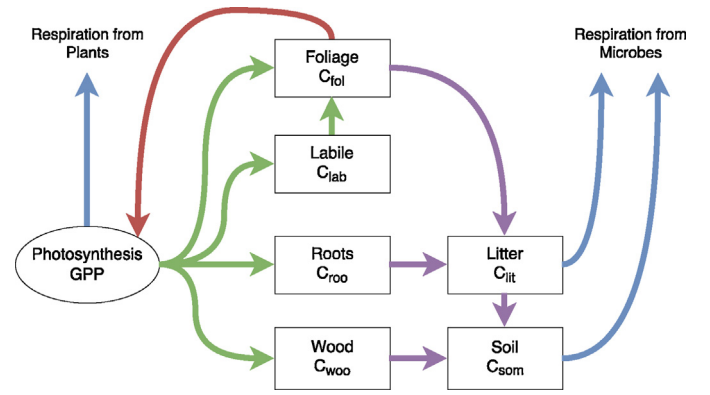 Respiration from
Plants
Foliage
Cfol
Respiration from
Microbes
Labile
Clab
Photosynthesis
GPP
Roots
Croo
Litter
Clit
Wood
Cwoo
Soil
Csom